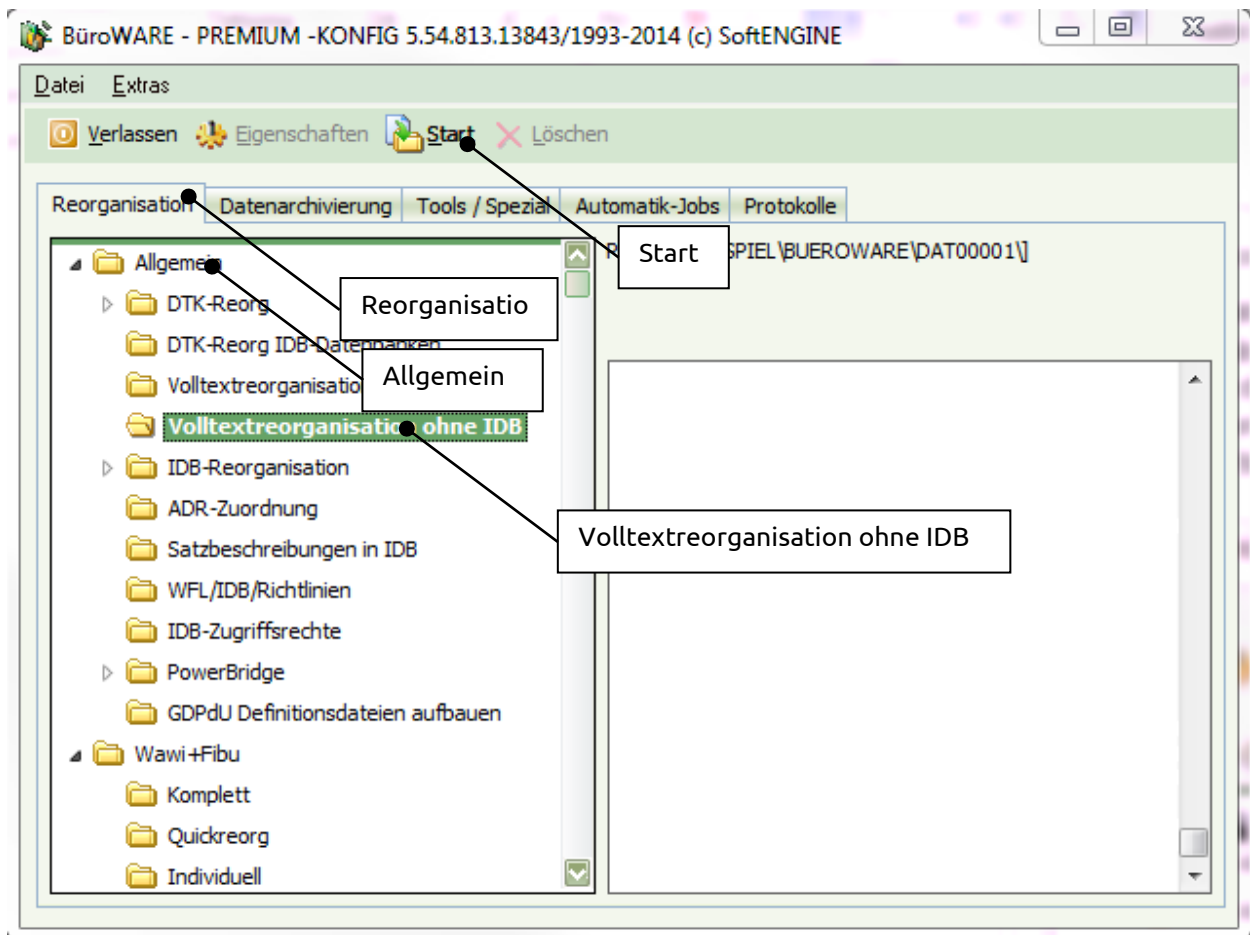 BüroWARE - PREMIUM -KONFIG 5.54.813.13843/1993-2014 (c) SoftENGINE
Datei Extras
Verlassen Eigenschaften Start Löschen
Reorganisation Datenarchivierung Tools / Spezial Automatik-Jobs Protokolle
Start
PIEL\BUEROWARE\DAT00001\]
Allgemein
DTK-Reorg
Reorganisatio
DTK-Reorg IDB-Datenbanken
Allgemein
Volltextreorganisatio
Volltextreorganisation ohne IDB
IDB-Reorganisation
ADR-Zuordnung
Volltextreorganisation ohne IDB
Satzbeschreibungen in IDB
WFL/IDB/Richtlinien
IDB-Zugriffsrechte
PowerBridge
GDPdU Definitionsdateien aufbauen
Wawi+Fibu
Komplett
Quickreorg
Individuell